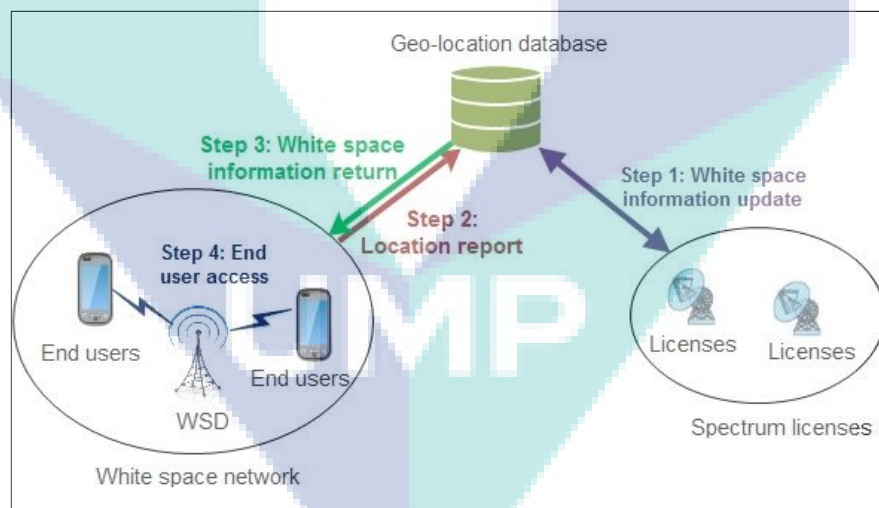 Geo-location database
Step 3: White space
information return
Step 1: White space
information update
Step 2:
Location report
Step 4: End
user access
End users
End users
WSD
White space network
Licenses
Licenses
Spectrum licenses
UMP